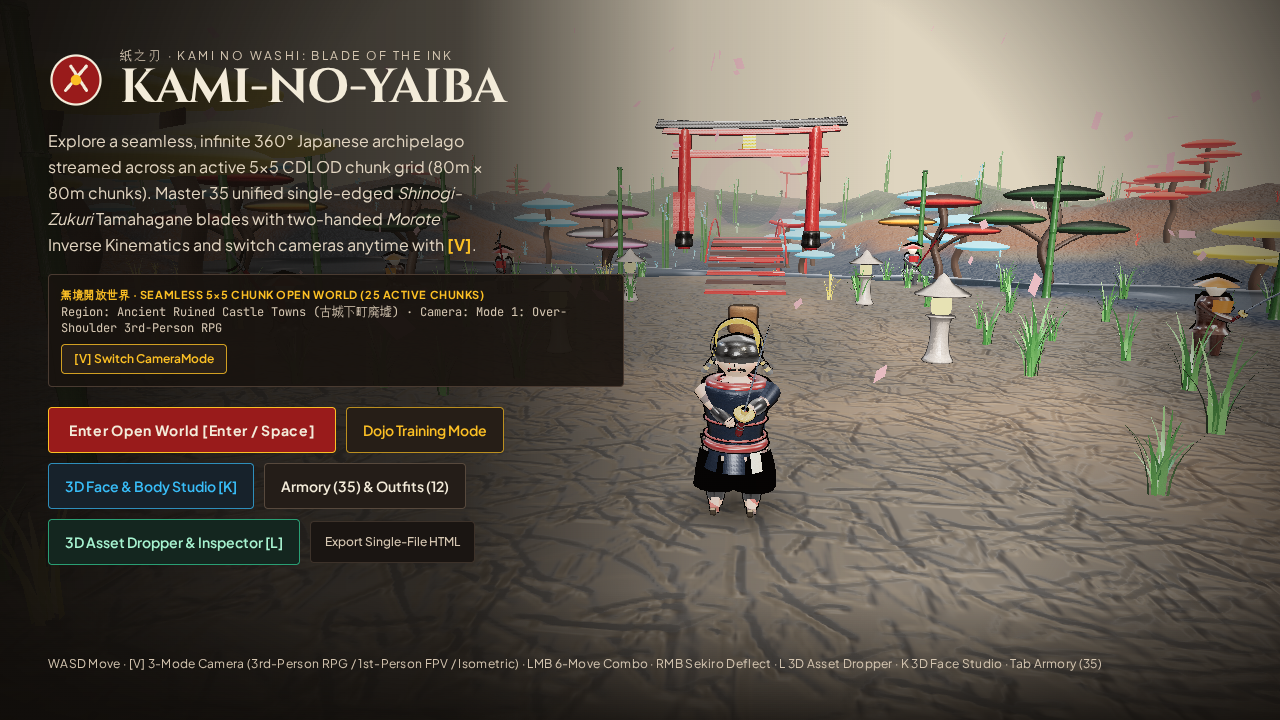 紙之刃 · KAMI NO WASHI: BLADE OF THE INK
KAMI-NO-YAIBA
Explore a seamless, infinite 360° Japanese archipelago
streamed across an active 5×5 CDLOD chunk grid (80m ×
80m chunks). Master 35 unified single-edged Shinogi-
Zukuri Tamahagane blades with two-handed Morote
Inverse Kinematics and switch cameras anytime with [V].
無境開放世界 · SEAMLESS 5×5 CHUNK OPEN WORLD (25 ACTIVE CHUNKS)
Region: Ancient Ruined Castle Towns (古城下町廃墟) · Camera: Mode 1: Over-
Shoulder 3rd-Person RPG
[V] Switch CameraMode
Enter Open World [Enter / Space]
Dojo Training Mode
3D Face & Body Studio [K]
Armory (35) & Outfits (12)
3D Asset Dropper & Inspector [L]
Export Single-File HTML
WASD Move · [V] 3-Mode Camera (3rd-Person RPG / 1st-Person FPV / Isometric) · LMB 6-Move Combo · RMB Sekiro Deflect · L 3D Asset Dropper · K 3D Face Studio · Tab Armory (35)